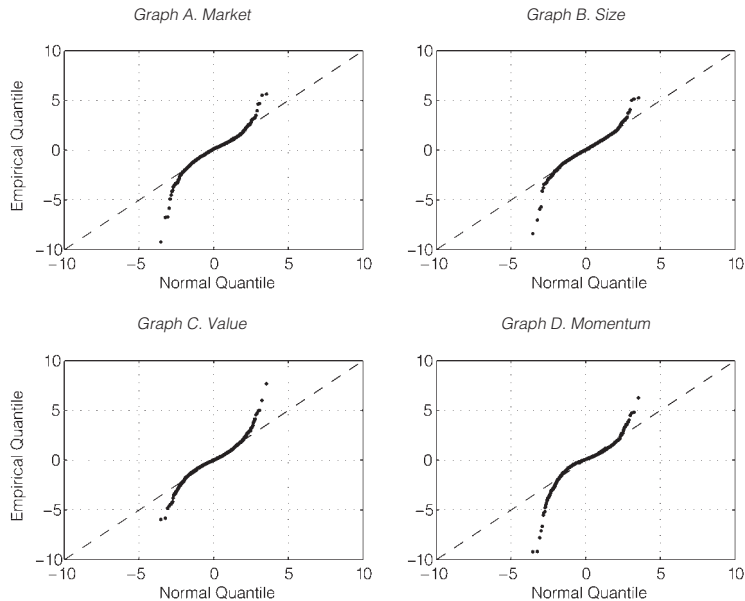 Graph A. Market
Graph B. Size
10
5
0
−5
−10
Empirical Quantile
−10 −5 0 5 10
Normal Quantile
10
5
0
−5
−10
−10 −5 0 5 10
Normal Quantile
Graph C. Value
Graph D. Momentum
10
5
0
−5
−10
Empirical Quantile
−10 −5 0 5 10
Normal Quantile
10
5
0
−5
−10
−10 −5 0 5 10
Normal Quantile